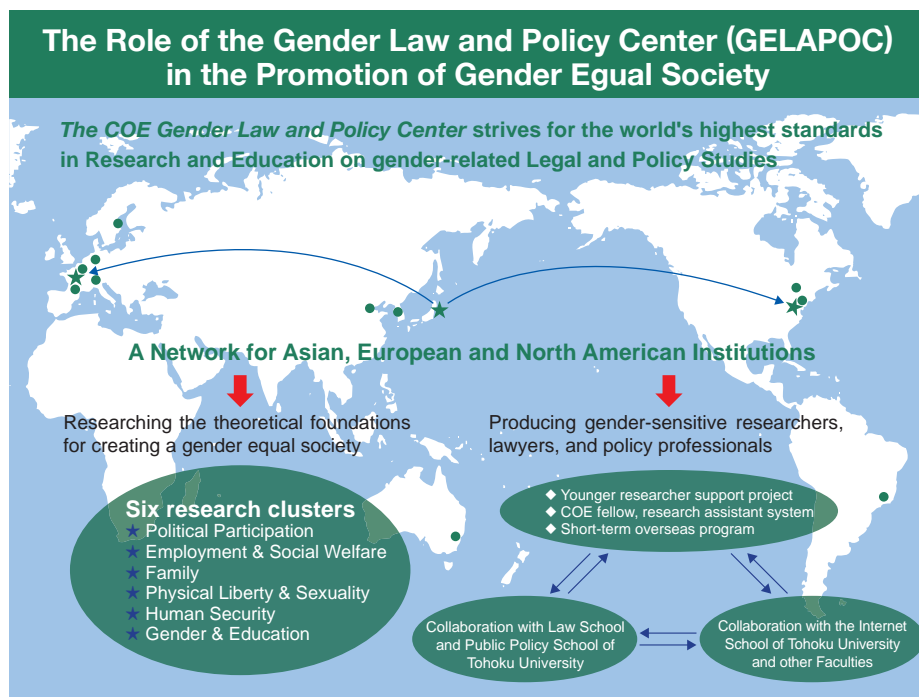 The Role of the Gender Law and Policy Center (GELAPOC)
in the Promotion of Gender Equal Society
The COE Gender Law and Policy Center strives for the world's highest standards
in Research and Education on gender-related Legal and Policy Studies
A Network for Asian, European and North American Institutions
Researching the theoretical foundations
for creating a gender equal society
Producing gender-sensitive researchers,
lawyers, and policy professionals
Six research clusters
★ Political Participation
★ Employment & Social Welfare
★ Family
★ Physical Liberty & Sexuality
★ Human Security
★ Gender & Education
◆ Younger researcher support project
◆ COE fellow, research assistant system
◆ Short-term overseas program
Collaboration with Law School
and Public Policy School of
Tohoku University
Collaboration with the Internet
School of Tohoku University
and other Faculties